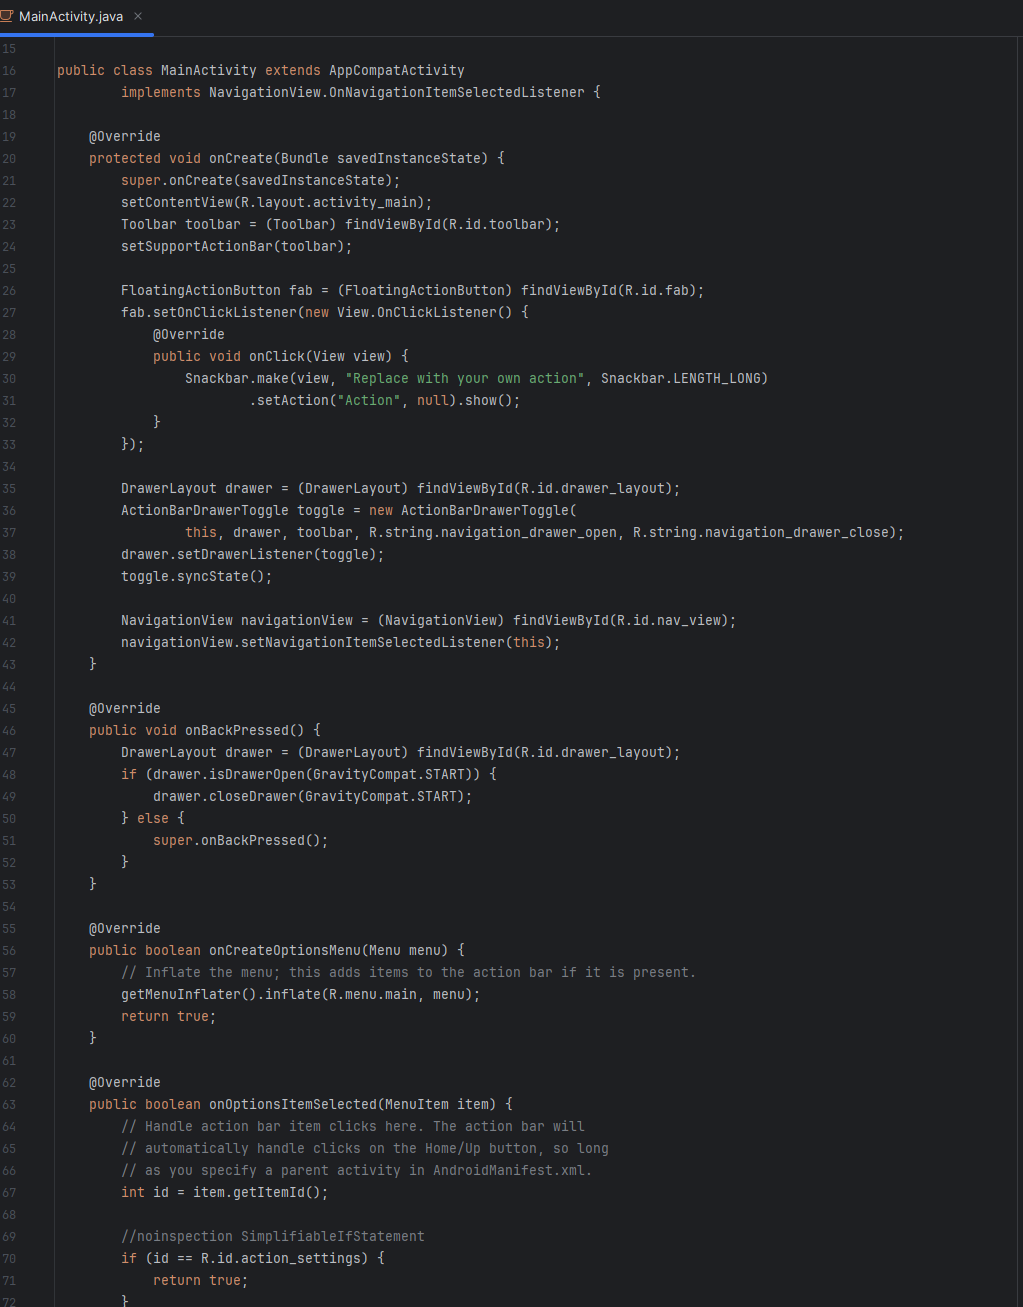 MainActivity.java
15
16 public class MainActivity extends AppCompatActivity
17         implements NavigationView.OnNavigationItemSelectedListener {
18
19     @Override
20     protected void onCreate(Bundle savedInstanceState) {
21         super.onCreate(savedInstanceState);
22         setContentView(R.layout.activity_main);
23         Toolbar toolbar = (Toolbar) findViewById(R.id.toolbar);
24         setSupportActionBar(toolbar);
25
26         FloatingActionButton fab = (FloatingActionButton) findViewById(R.id.fab);
27         fab.setOnClickListener(new View.OnClickListener() {
28             @Override
29             public void onClick(View view) {
30                 Snackbar.make(view, "Replace with your own action", Snackbar.LENGTH_LONG)
31                         .setAction("Action", null).show();
32             }
33         });
34
35         DrawerLayout drawer = (DrawerLayout) findViewById(R.id.drawer_layout);
36         ActionBarDrawerToggle toggle = new ActionBarDrawerToggle(
37                 this, drawer, toolbar, R.string.navigation_drawer_open, R.string.navigation_drawer_close);
38         drawer.setDrawerListener(toggle);
39         toggle.syncState();
40
41         NavigationView navigationView = (NavigationView) findViewById(R.id.nav_view);
42         navigationView.setNavigationItemSelectedListener(this);
43     }
44
45     @Override
46     public void onBackPressed() {
47         DrawerLayout drawer = (DrawerLayout) findViewById(R.id.drawer_layout);
48         if (drawer.isDrawerOpen(GravityCompat.START)) {
49             drawer.closeDrawer(GravityCompat.START);
50         } else {
51             super.onBackPressed();
52         }
53     }
54
55     @Override
56     public boolean onCreateOptionsMenu(Menu menu) {
57         // Inflate the menu; this adds items to the action bar if it is present.
58         getMenuInflater().inflate(R.menu.main, menu);
59         return true;
60     }
61
62     @Override
63     public boolean onOptionsItemSelected(MenuItem item) {
64         // Handle action bar item clicks here. The action bar will
65         // automatically handle clicks on the Home/Up button, so long
66         // as you specify a parent activity in AndroidManifest.xml.
67         int id = item.getItemId();
68
69         //noinspection SimplifiableIfStatement
70         if (id == R.id.action_settings) {
71             return true;
72         }